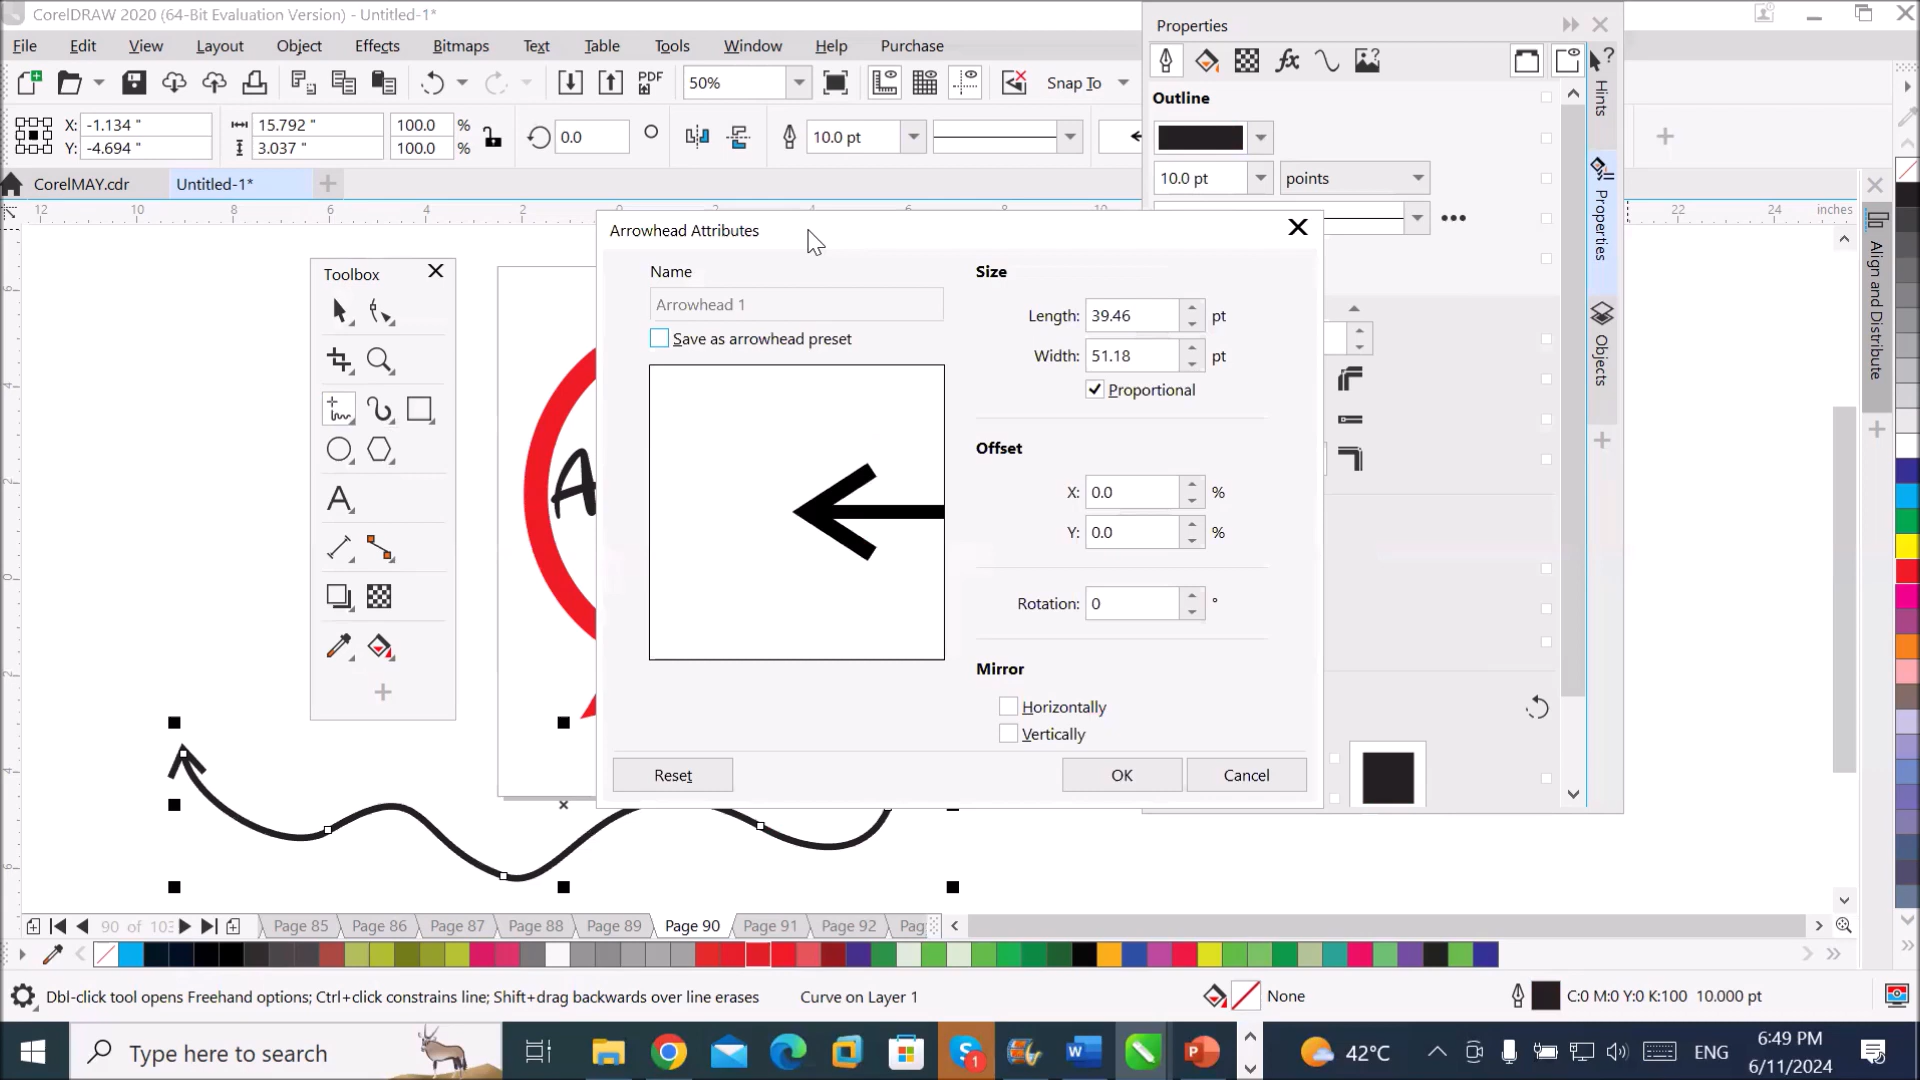 CorelDRAW 2020 (64-Bit Evaluation Version) - Untitled-1*
File Edit View Layout Object Effects Bitmaps Text Table Tools Window Help Purchase
PDF 50% Snap To
X: -1.134 " 15.792 " 100.0 % 0.0 10.0 pt
Y: -4.694 " 3.037 " 100.0 %
CorelMAY.cdr Untitled-1*
12 10 8 6 4 2 0 2 4 6 8 10 22 24 inches
Properties
Outline
10.0 pt points
Hints
Properties
Objects
Align and Distribute
Toolbox
Arrowhead Attributes
Name
Arrowhead 1
Save as arrowhead preset
Size
Length: 39.46 pt
Width: 51.18 pt
Proportional
Offset
X: 0.0 %
Y: 0.0 %
Rotation: 0 °
Mirror
Horizontally
Vertically
Reset OK Cancel
A
90 of 103 Page 85 Page 86 Page 87 Page 88 Page 89 Page 90 Page 91 Page 92 Pag
Dbl-click tool opens Freehand options; Ctrl+click constrains line; Shift+drag backwards over line erases Curve on Layer 1 None C:0 M:0 Y:0 K:100 10.000 pt
Type here to search 1 42°C ENG 6:49 PM
6/11/2024